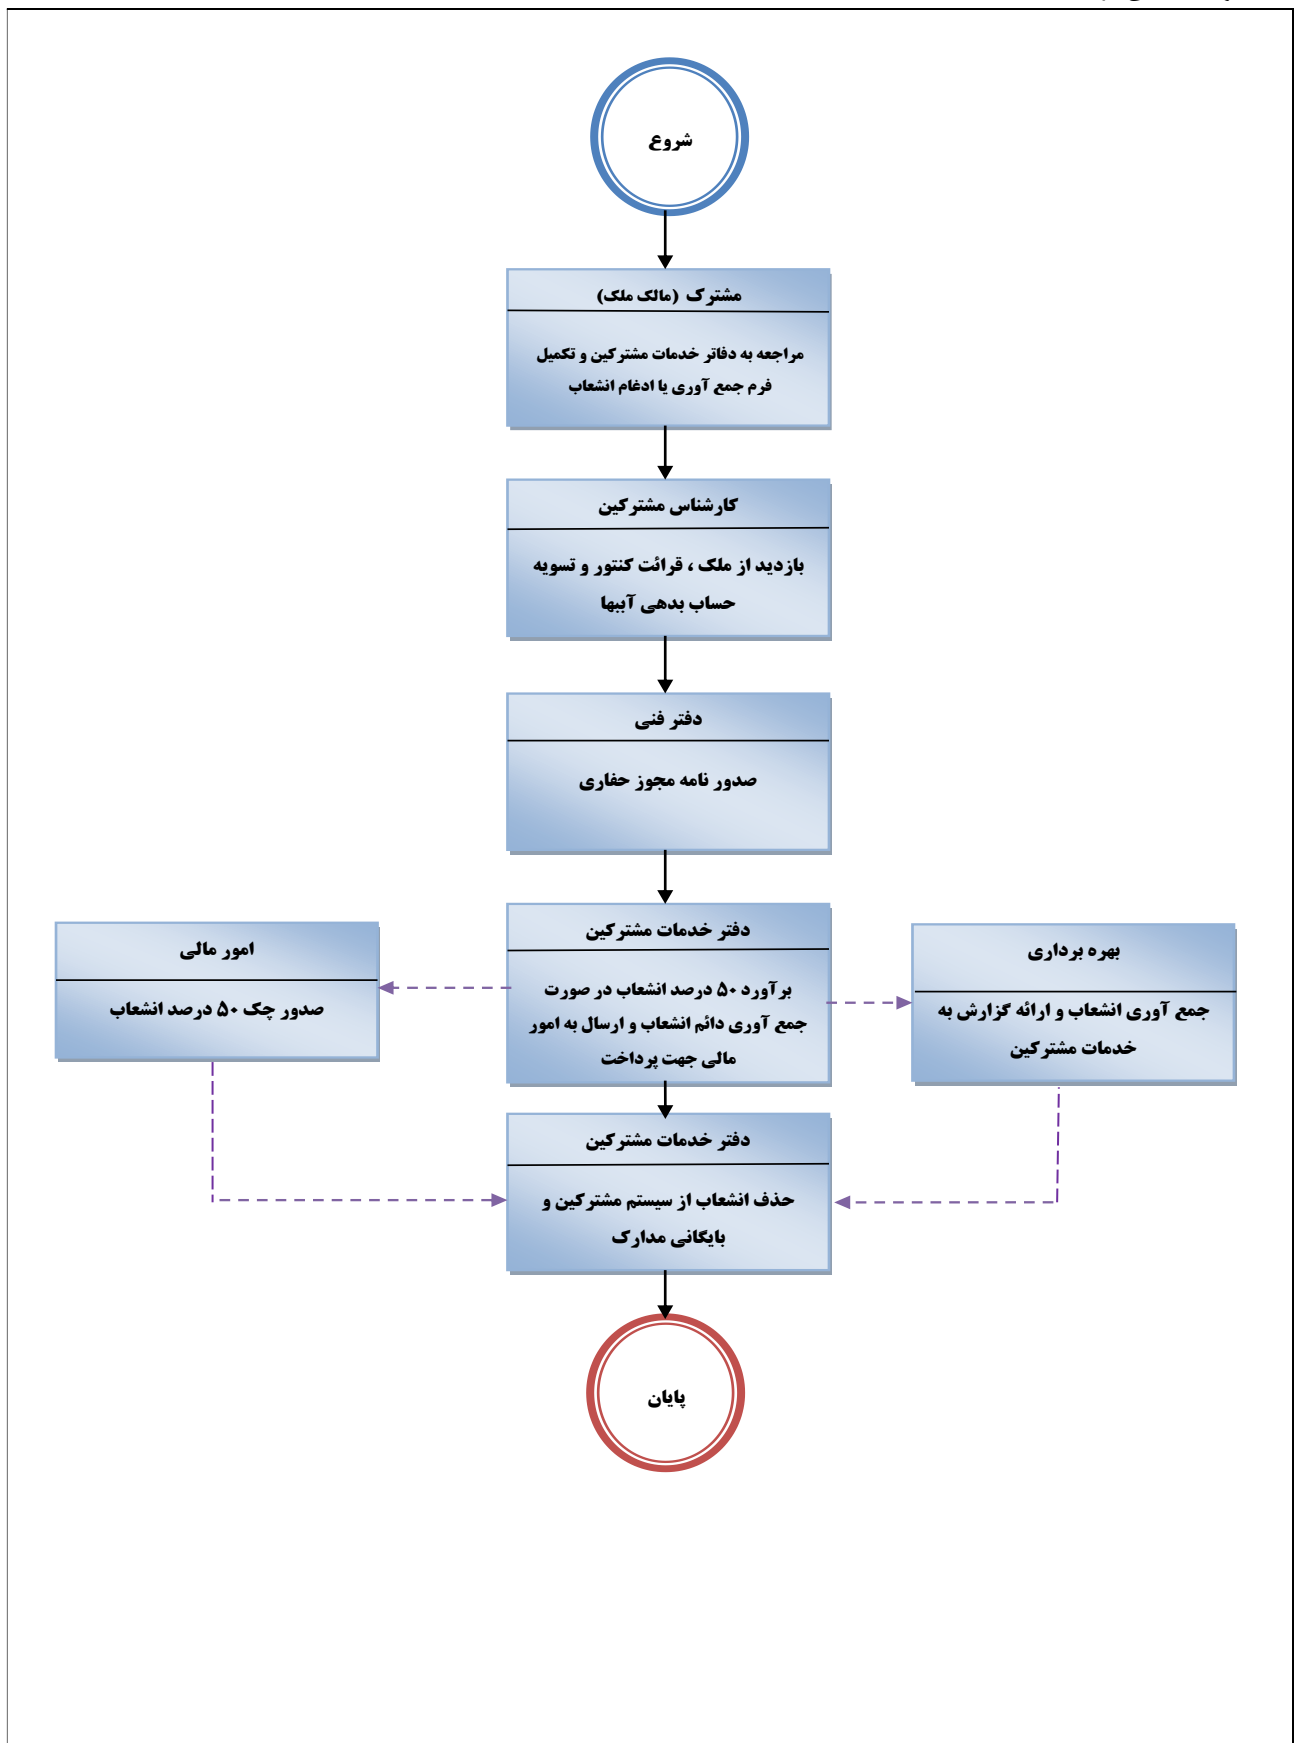 شروع
مشترک (مالک ملک)
مراجعه به دفاتر خدمات مشترکین و تکمیل
فرم جمع آوری یا ادغام انشعاب
کارشناس مشترکین
بازدید از ملک ، قرائت کنتور و تسویه
حساب بدهی آببها
دفتر فنی
صدور نامه مجوز حفاری
دفتر خدمات مشترکین
برآورد ۵۰ درصد انشعاب در صورت
جمع آوری دائم انشعاب و ارسال به امور
مالی جهت پرداخت
بهره برداری
جمع آوری انشعاب و ارائه گزارش به
خدمات مشترکین
امور مالی
صدور چک ۵۰ درصد انشعاب
دفتر خدمات مشترکین
حذف انشعاب از سیستم مشترکین و
بایگانی مدارک
پایان